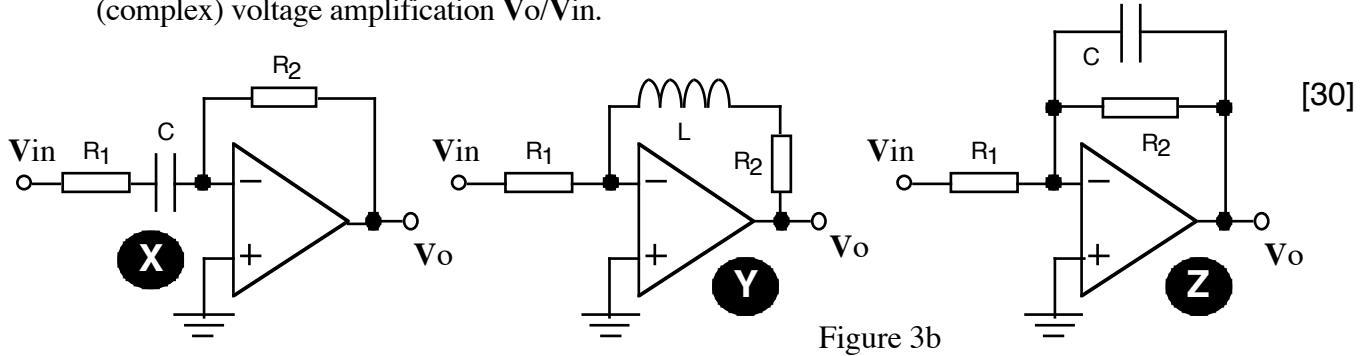 (complex) voltage amplification Vo/Vin.
[30]
Vin R1 C R2 Vo X
Vin R1 L R2 Vo Y
Vin R1 C R2 Vo Z
Figure 3b